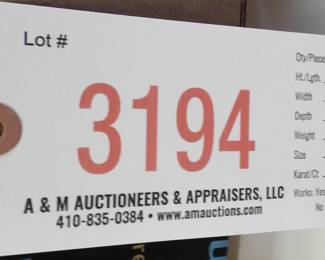 Lot #
3194
A & M AUCTIONEERS & APPRAISERS, LLC
410-835-0384 • www.amauctions.com
Qty/Piece
Ht./Lgth.
Width
Depth
Weight
Size
Karat/Ct
Works: Yes
No